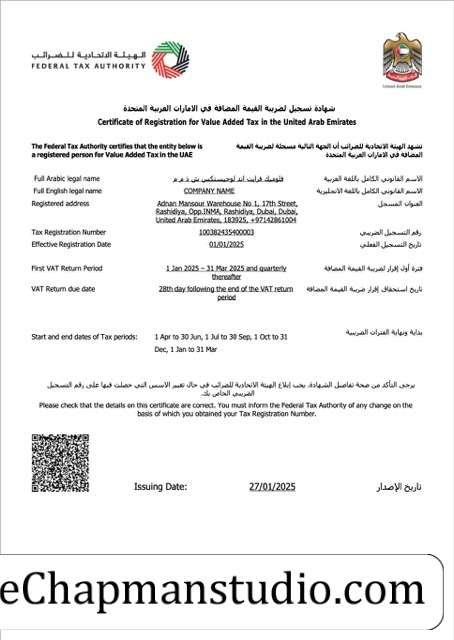 الهيئة الاتحادية للضرائب
FEDERAL TAX AUTHORITY
United Arab Emirates
شهادة تسجيل لضريبة القيمة المضافة في الامارات العربية المتحدة
Certificate of Registration for Value Added Tax in the United Arab Emirates
The Federal Tax Authority certifies that the entity below is
a registered person for Value Added Tax in the UAE
تشهد الهيئة الاتحادية للضرائب أن الجهة التالية مسجلة لضريبة القيمة
المضافة في الامارات العربية المتحدة
Full Arabic legal name
فلوميك فرايت اند لوجيستيكس ش ذ م م
الاسم القانوني الكامل باللغة العربية
Full English legal name
COMPANY NAME
الاسم القانوني الكامل باللغة الانجليزية
Registered address
Adnan Mansour Warehouse No 1, 17th Street,
Rashidiya, Opp.INMA, Rashidiya, Dubai, Dubai,
United Arab Emirates, 183925, +97142861004
العنوان المسجل
Tax Registration Number
100382435400003
رقم التسجيل الضريبي
Effective Registration Date
01/01/2025
تاريخ التسجيل الفعلي
First VAT Return Period
1 Jan 2025 – 31 Mar 2025 and quarterly
thereafter
فترة أول إقرار لضريبة القيمة المضافة
VAT Return due date
28th day following the end of the VAT return
period
تاريخ استحقاق إقرار ضريبة القيمة المضافة
Start and end dates of Tax periods:
1 Apr to 30 Jun, 1 Jul to 30 Sep, 1 Oct to 31
Dec, 1 Jan to 31 Mar
بداية ونهاية الفترات الضريبية
يرجى التأكد من صحة تفاصيل الشهادة. يجب إبلاغ الهيئة الاتحادية للضرائب في حال تغيير الاسس التي حصلت فيها على رقم التسجيل
الضريبي الخاص بك.
Please check that the details on this certificate are correct. You must inform the Federal Tax Authority of any change on the
basis of which you obtained your Tax Registration Number.
Issuing Date:
27/01/2025
تاريخ الإصدار
eChapmanstudio.com